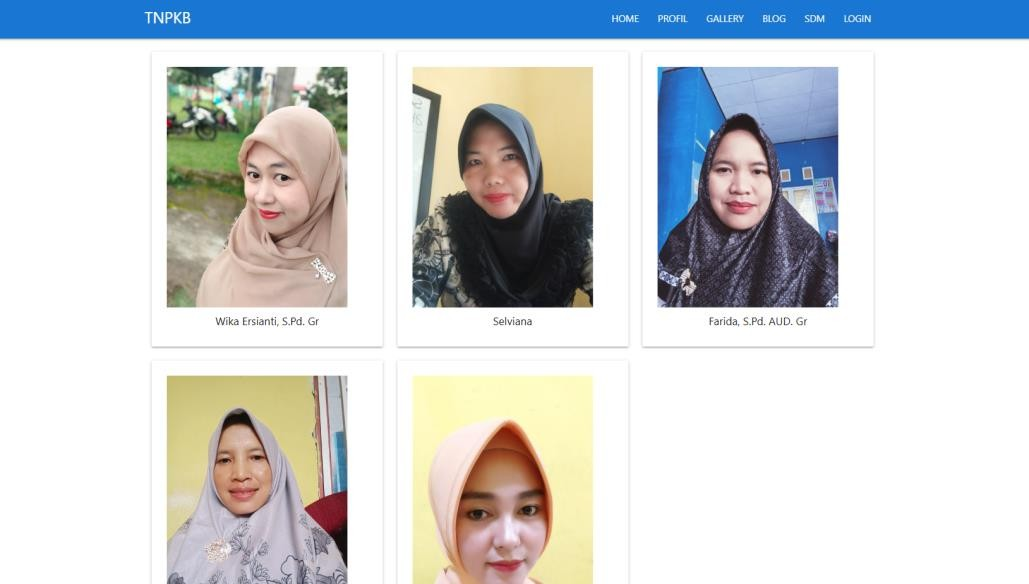 TNPKB
HOME PROFIL GALLERY BLOG SDM LOGIN
Wika Ersianti, S.Pd. Gr
Selviana
Farida, S.Pd. AUD. Gr